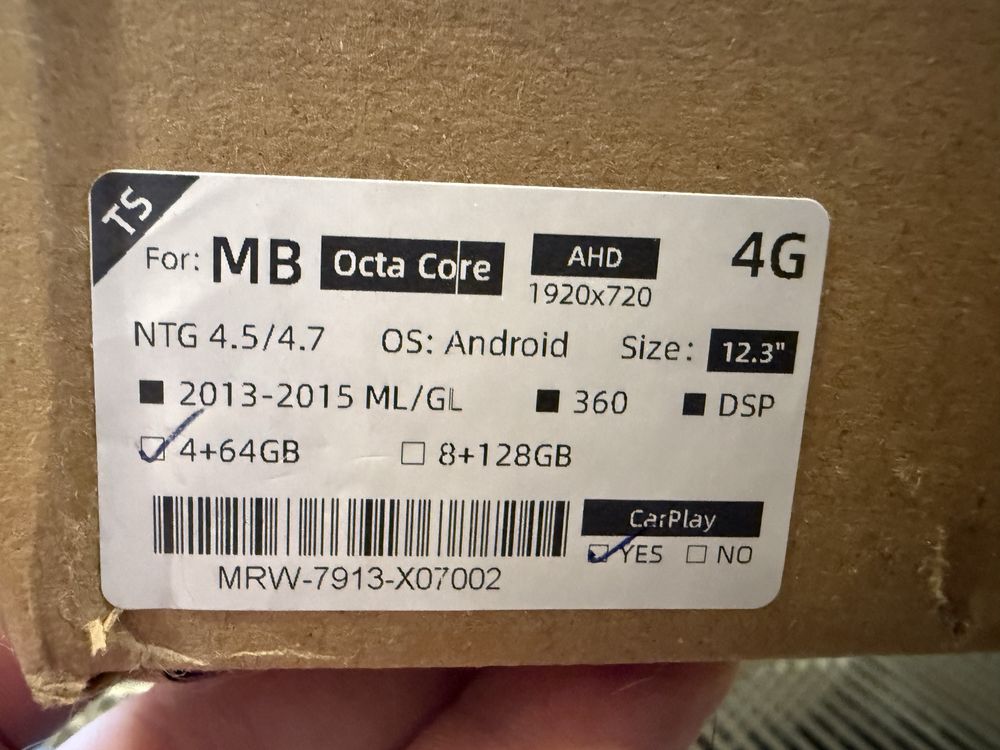 TS
For: MB Octa Core AHD 4G
1920x720
NTG 4.5/4.7 OS: Android Size: 12.3"
■ 2013-2015 ML/GL ■ 360 ■ DSP
☑ 4+64GB ☐ 8+128GB
CarPlay
☑ YES ☐ NO
MRW-7913-X07002